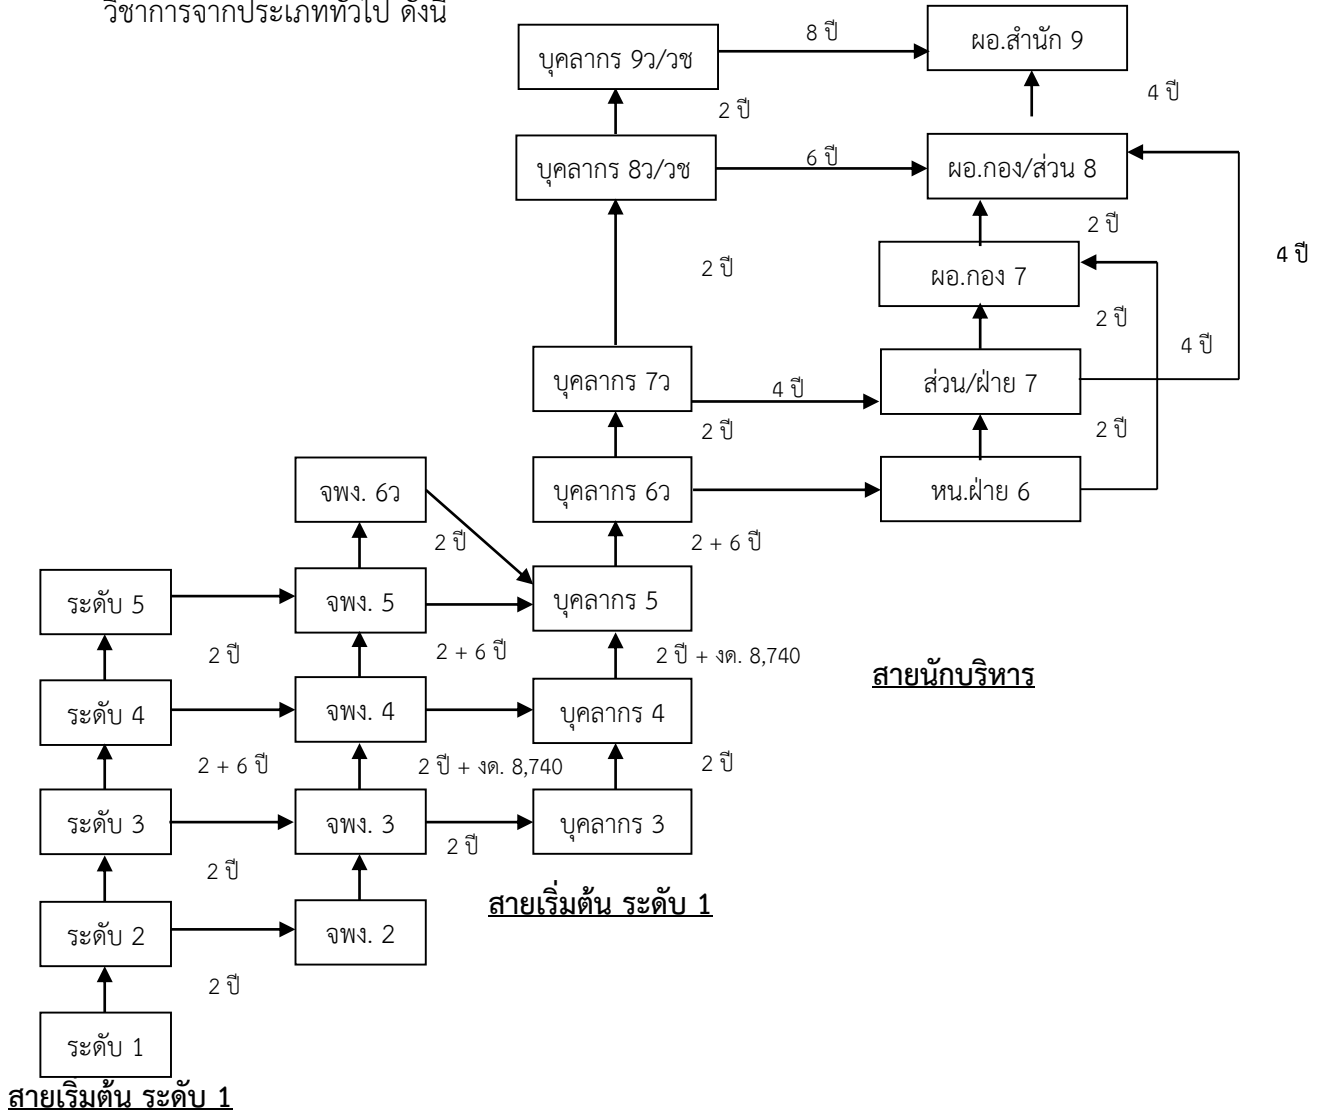 วิชาการจากประเภททั่วไป ดังนี้
8 ปี
ผอ.สำนัก 9
บุคลากร 9ว/วช
4 ปี
2 ปี
6 ปี
บุคลากร 8ว/วช
ผอ.กอง/ส่วน 8
2 ปี
4 ปี
2 ปี
ผอ.กอง 7
2 ปี
4 ปี
บุคลากร 7ว
4 ปี
ส่วน/ฝ่าย 7
2 ปี
2 ปี
จพง. 6ว
บุคลากร 6ว
หน.ฝ่าย 6
2 ปี
2 + 6 ปี
ระดับ 5
จพง. 5
บุคลากร 5
2 ปี
2 + 6 ปี
2 ปี + งด. 8,740
สายนักบริหาร
ระดับ 4
จพง. 4
บุคลากร 4
2 + 6 ปี
2 ปี + งด. 8,740
2 ปี
ระดับ 3
จพง. 3
บุคลากร 3
2 ปี
2 ปี
สายเริ่มต้น ระดับ 1
ระดับ 2
จพง. 2
2 ปี
ระดับ 1
สายเริ่มต้น ระดับ 1